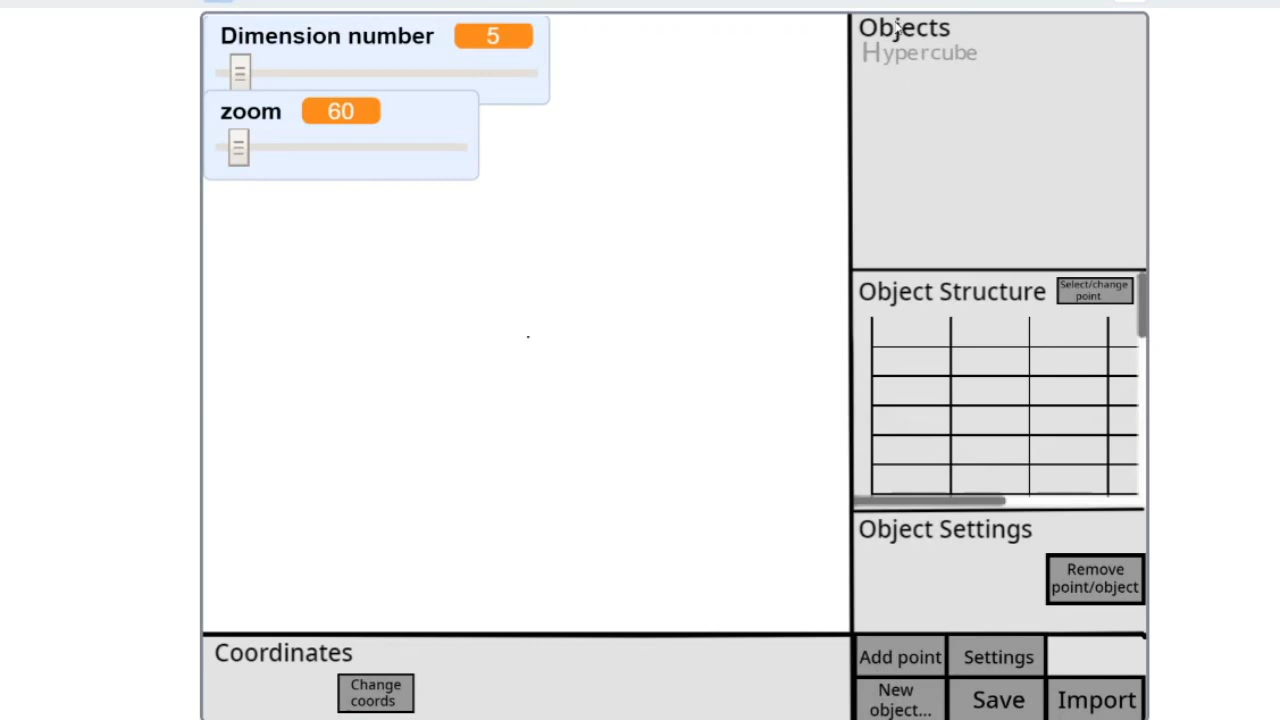 Dimension number 5
zoom 60
Objects
Hypercube
Object Structure
Select/change
point
Object Settings
Remove
point/object
Coordinates
Change
coords
Add point
Settings
New
object...
Save
Import